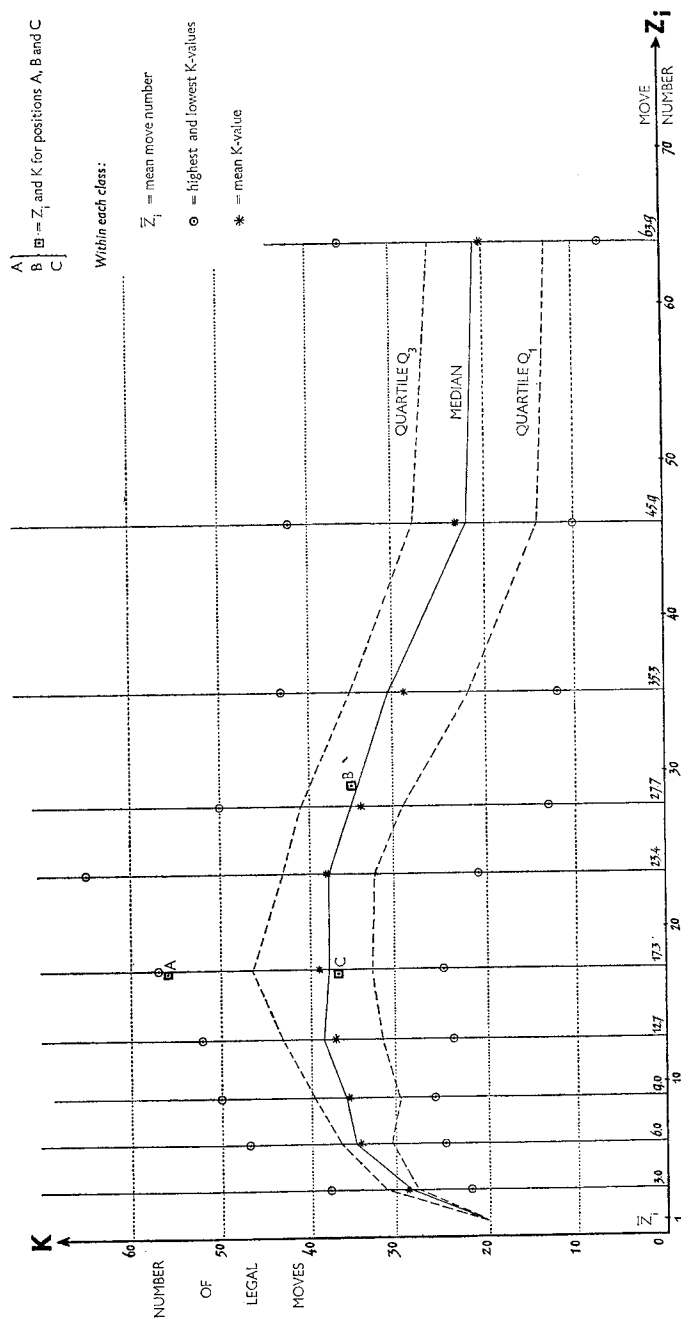 A
B ⊡ = Z̅i and K for positions A, B and C
C
Within each class:
Z̅i = mean move number
⊙ = highest and lowest K-values
* = mean K-value
K
NUMBER
OF
LEGAL
MOVES
60
50
40
30
20
10
0
A
B
C
QUARTILE Q3
MEDIAN
QUARTILE Q1
Z̅i
3.0
6.0
9.0
12.7
17.3
23.4
27.7
35.3
45.9
63.9
1
10
20
30
40
50
60
70
MOVE
NUMBER
Zi